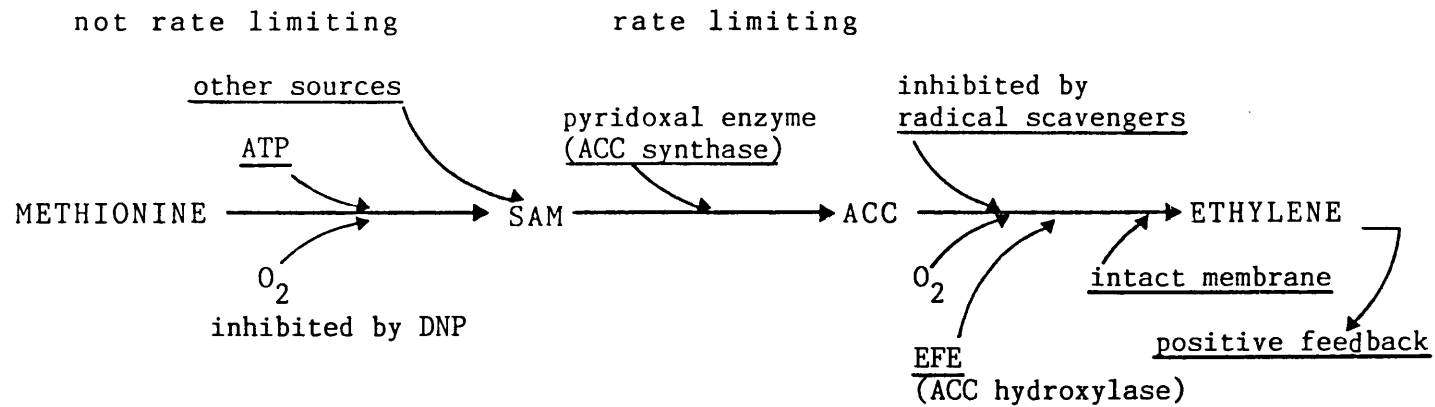 not rate limiting
rate limiting
other sources
inhibited by
radical scavengers
pyridoxal enzyme
(ACC synthase)
ATP
METHIONINE
SAM
ACC
ETHYLENE
O2
inhibited by DNP
O2
intact membrane
positive feedback
EFE
(ACC hydroxylase)